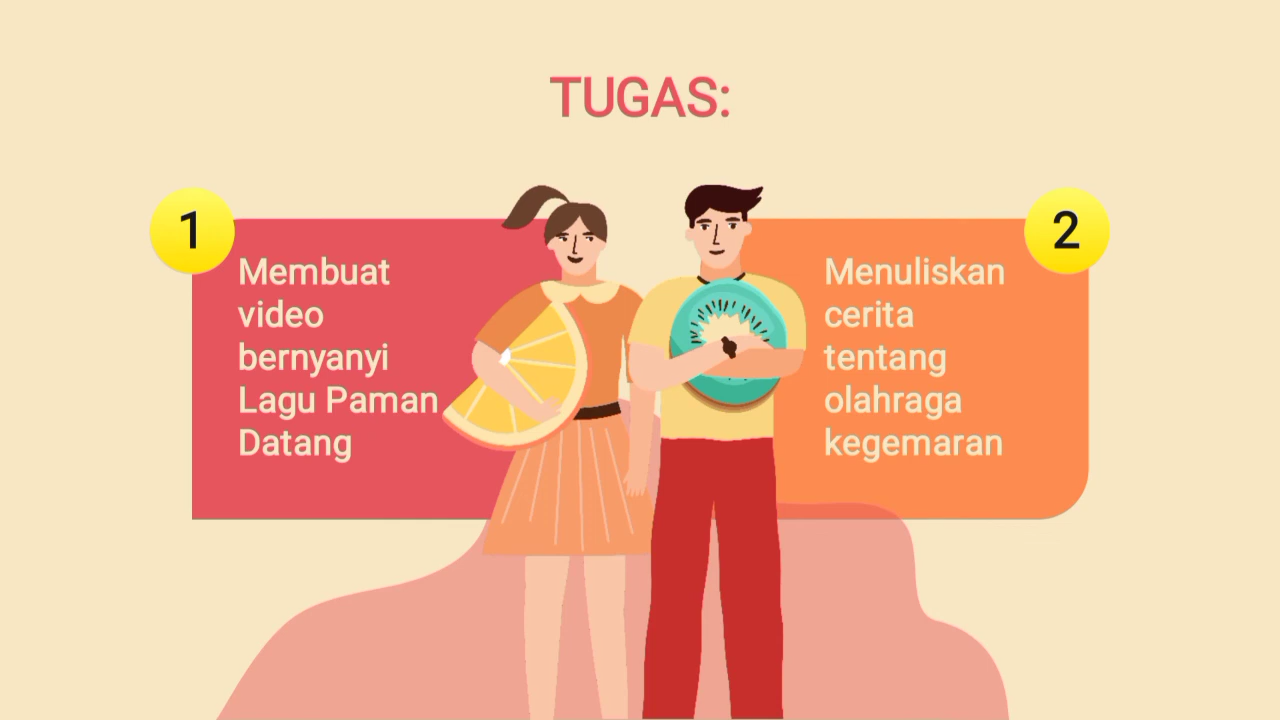 TUGAS:
1
Membuat
video
bernyanyi
Lagu Paman
Datang
2
Menuliskan
cerita
tentang
olahraga
kegemaran